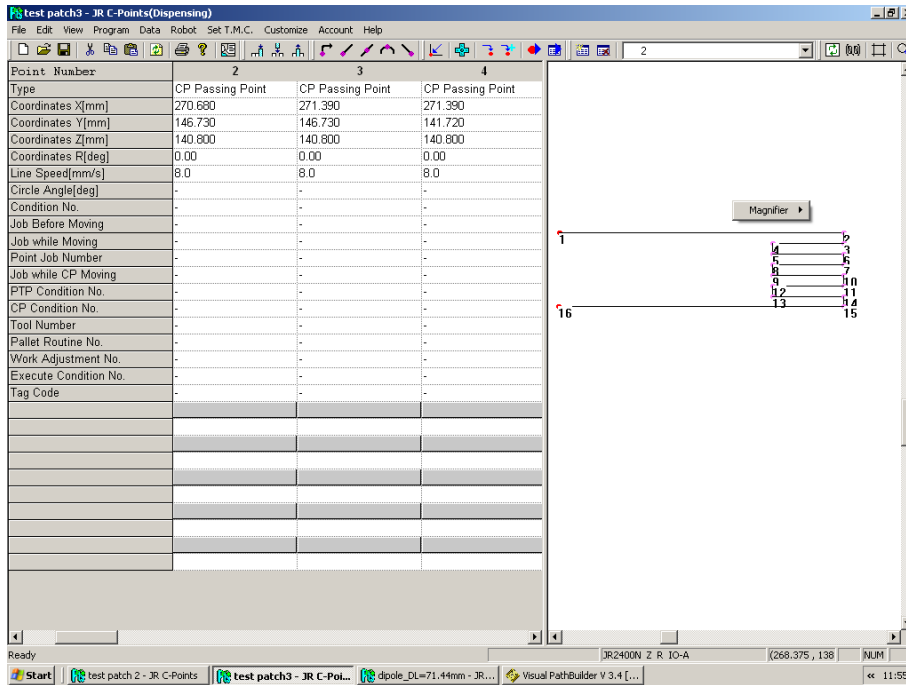 test patch3 - JR C-Points(Dispensing)
File Edit View Program Data Robot Set T.M.C. Customize Account Help
2
Point Number 2 3 4
Type CP Passing Point CP Passing Point CP Passing Point
Coordinates X[mm] 270.680 271.390 271.390
Coordinates Y[mm] 146.730 146.730 141.720
Coordinates Z[mm] 140.800 140.800 140.800
Coordinates R[deg] 0.00 0.00 0.00
Line Speed[mm/s] 8.0 8.0 8.0
Circle Angle[deg] - - -
Condition No. - - -
Job Before Moving - - -
Job while Moving - - -
Point Job Number - - -
Job while CP Moving - - -
PTP Condition No. - - -
CP Condition No. - - -
Tool Number - - -
Pallet Routine No. - - -
Work Adjustment No. - - -
Execute Condition No. - - -
Tag Code - - -
Magnifier
1 2
4 3
5 6
8 7
9 10
12 11
13 14
16 15
Ready JR2400N Z R IO-A (268.375 , 138 NUM
Start test patch 2 - JR C-Points test patch3 - JR C-Poi... dipole_DL=71.44mm - JR... Visual PathBuilder V 3.4 [... « 11:55